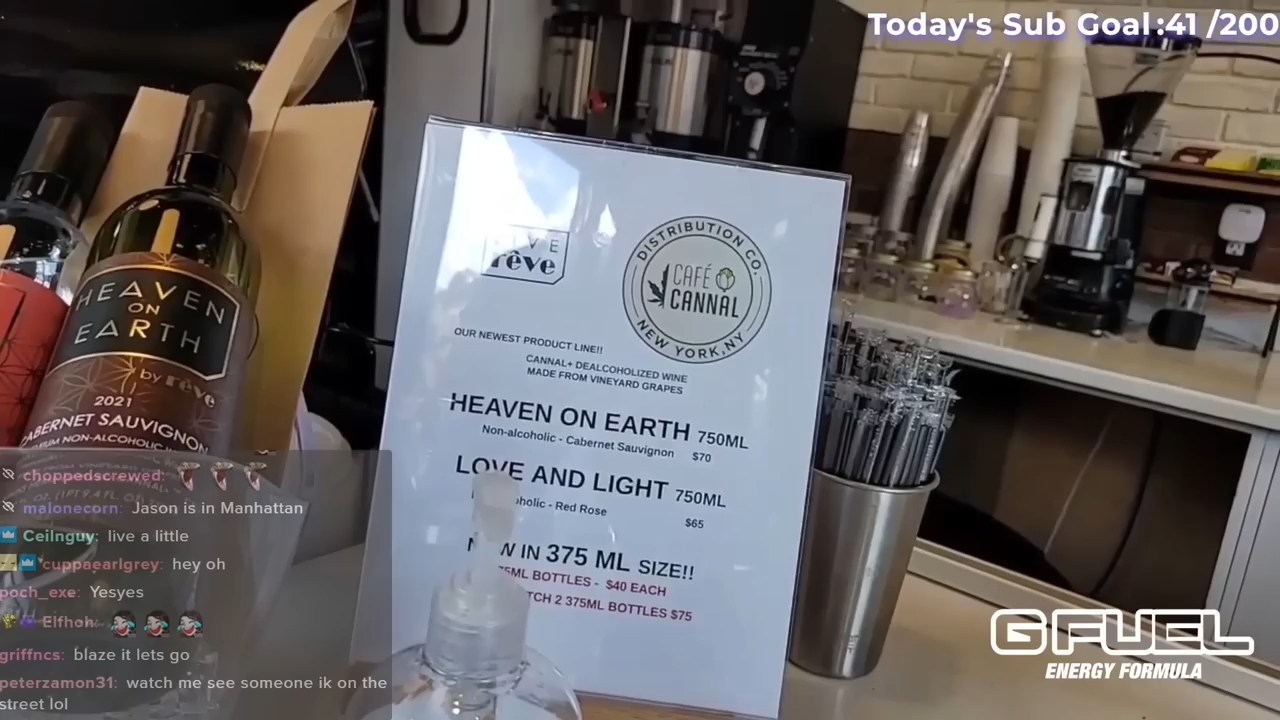 Today's Sub Goal:41 /200
HEAVEN
ON
EARTH
by rêve
2021
CABERNET SAUVIGNON
NON-ALCOHOLIC
rêve
DISTRIBUTION CO.
CAFÉ
CANNAL
NEW YORK,NY
OUR NEWEST PRODUCT LINE!!
CANNAL+ DEALCOHOLIZED WINE
MADE FROM VINEYARD GRAPES
HEAVEN ON EARTH 750ML
Non-alcoholic - Cabernet Sauvignon $70
LOVE AND LIGHT 750ML
- Red Rose
$65
IN 375 ML SIZE!!
BOTTLES - $40 EACH
2 375ML BOTTLES $75
choppedscrewed:
malonecorn: Jason is in Manhattan
Ceilnguy: live a little
cuppaearlgrey: hey oh
poch_exe: Yesyes
Elfhoh:
griffncs: blaze it lets go
peterzamon31: watch me see someone ik on the
street lol
G FUEL
ENERGY FORMULA